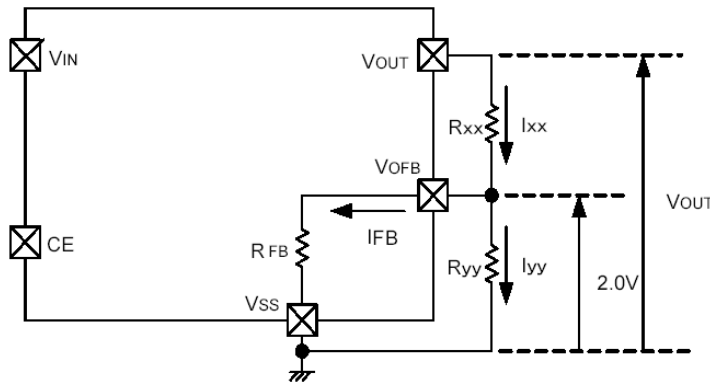 VIN
VOUT
Rxx
Ixx
VOFB
VOUT
CE
RFB
IFB
Ryy
Iyy
2.0V
VSS